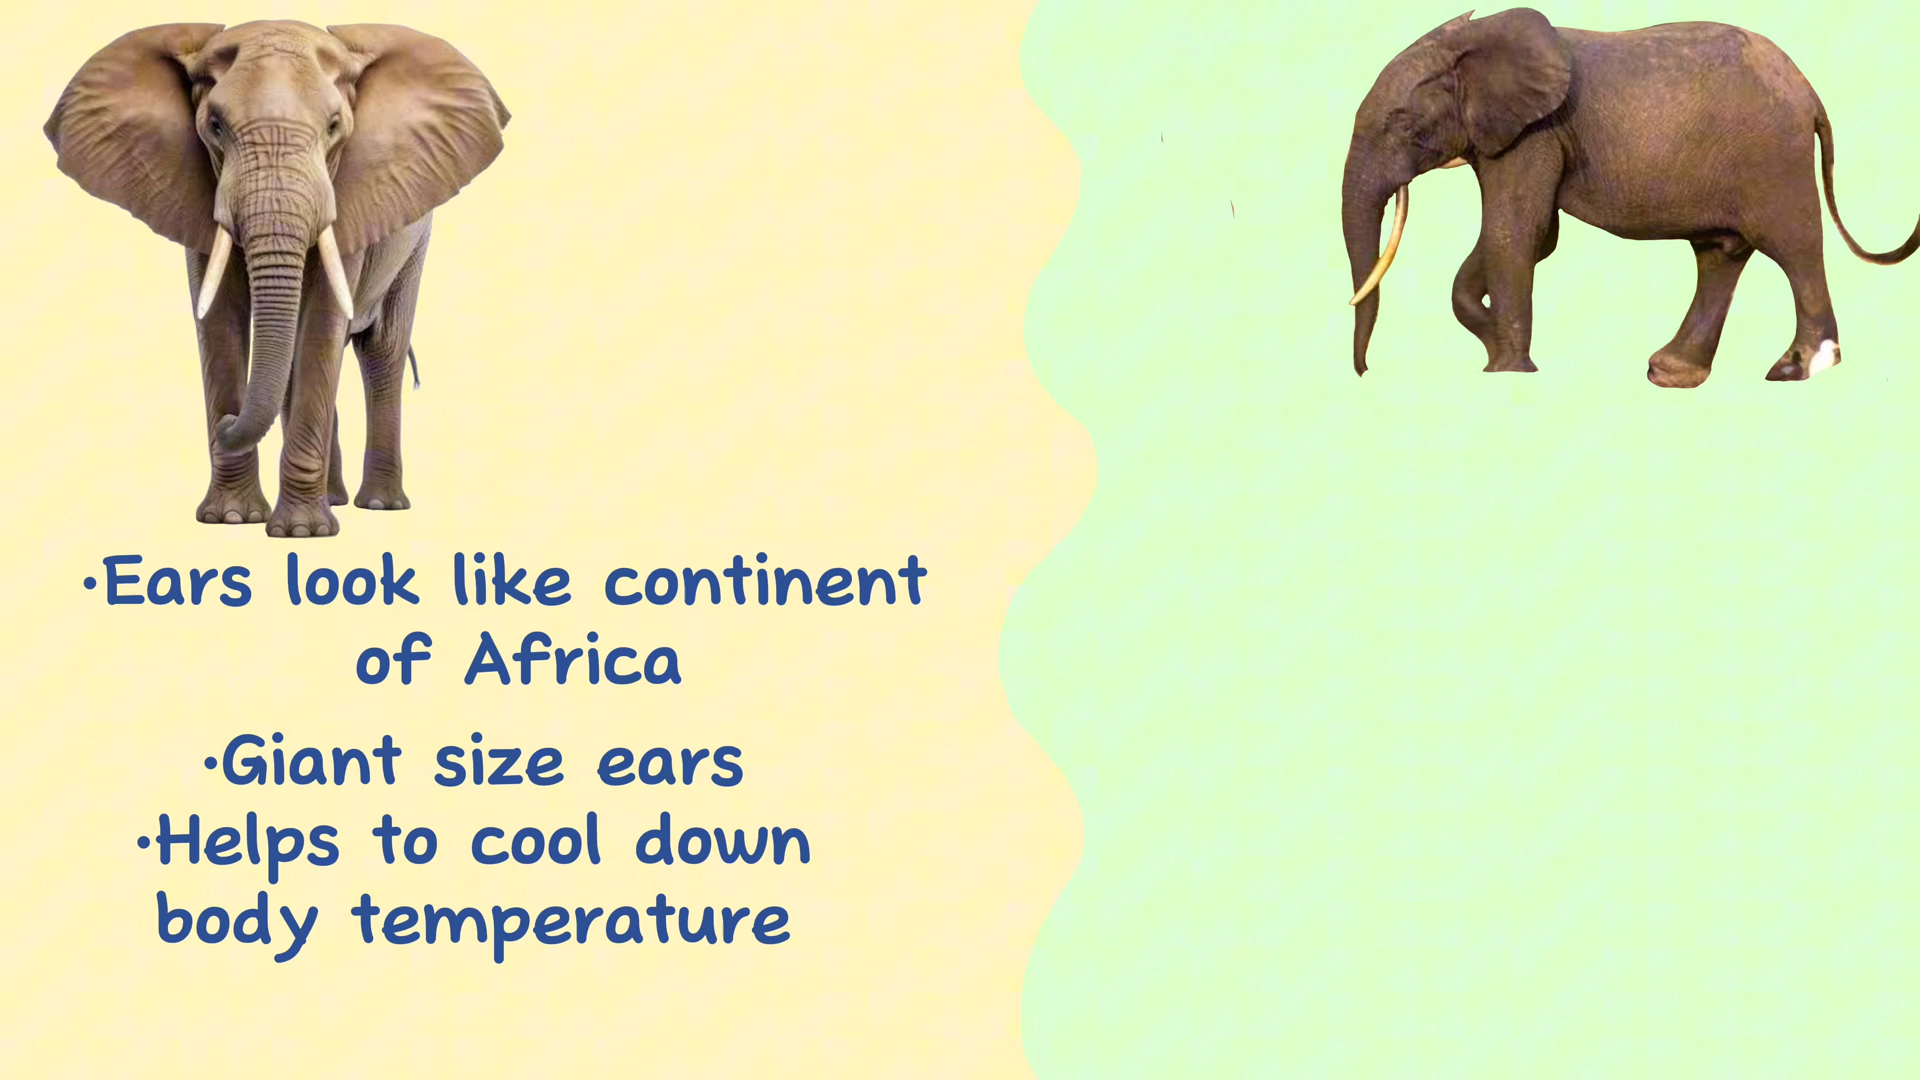 ·Ears look like continent
of Africa
·Giant size ears
·Helps to cool down
body temperature